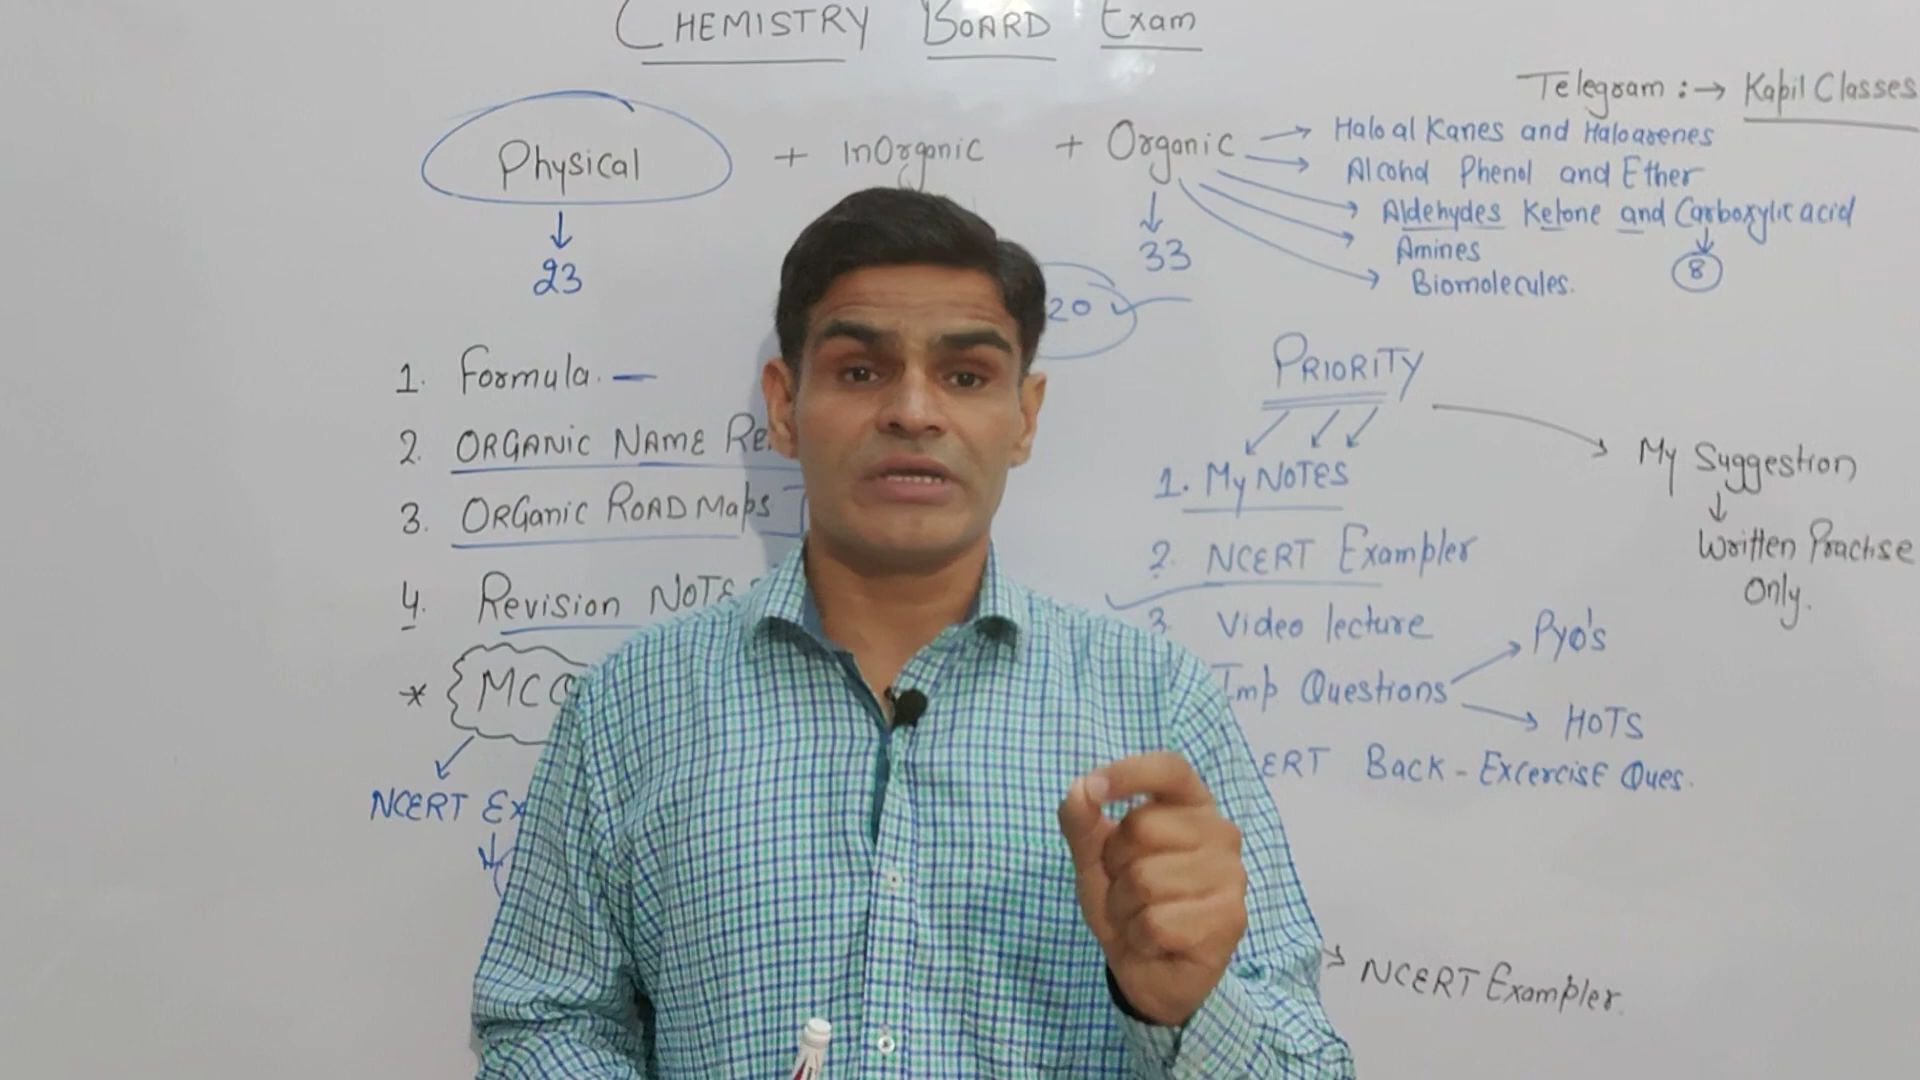 CHEMISTRY BOARD Exam
Telegram :→ Kapil Classes
Physical + InOrganic + Organic → Haloalkanes and Haloarenes
Alcohol Phenol and Ether
Aldehydes Ketone and Carboxylic acid
8
Amines
Biomolecules.
23
33
20
1. Formula. —
2. ORGANIC NAME
3. ORGanic ROAD Maps
4. Revision
* MC
NCERT
PRIORITY
1. My NOTES
2. NCERT Exampler
3. Video lecture
Imp Questions
Pyo's
HOTS
Back - Excercise Ques.
My Suggestion
Written Practise
Only.
→ NCERT Exampler.